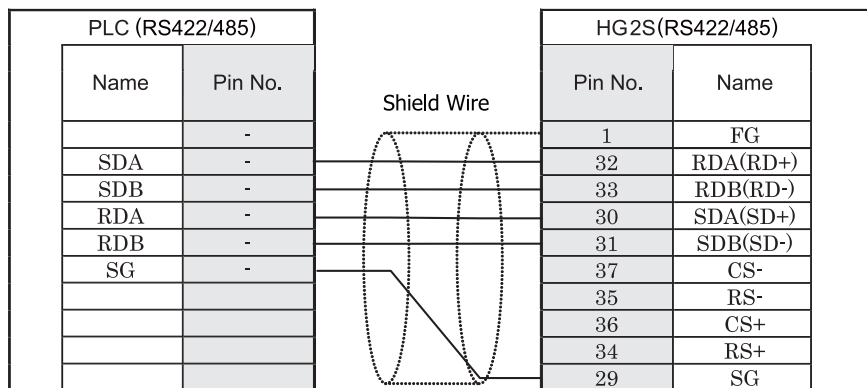 PLC (RS422/485) HG2S(RS422/485)
Name Pin No. Shield Wire Pin No. Name
- 1 FG
SDA - 32 RDA(RD+)
SDB - 33 RDB(RD-)
RDA - 30 SDA(SD+)
RDB - 31 SDB(SD-)
SG - 37 CS-
35 RS-
36 CS+
34 RS+
29 SG